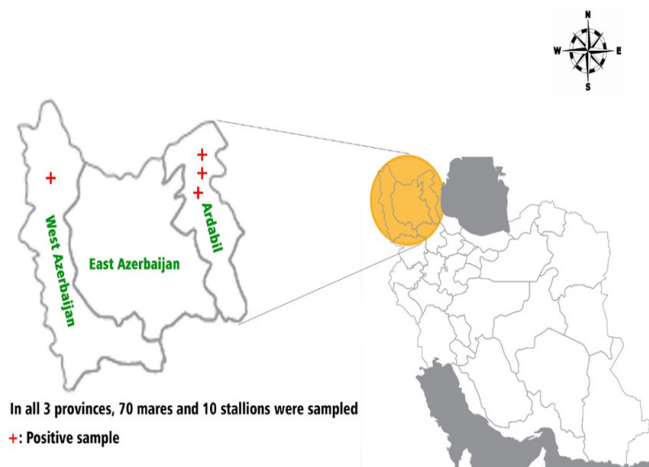 N
W E
S
West Azerbaijan
East Azerbaijan
Ardabil
In all 3 provinces, 70 mares and 10 stallions were sampled
+: Positive sample